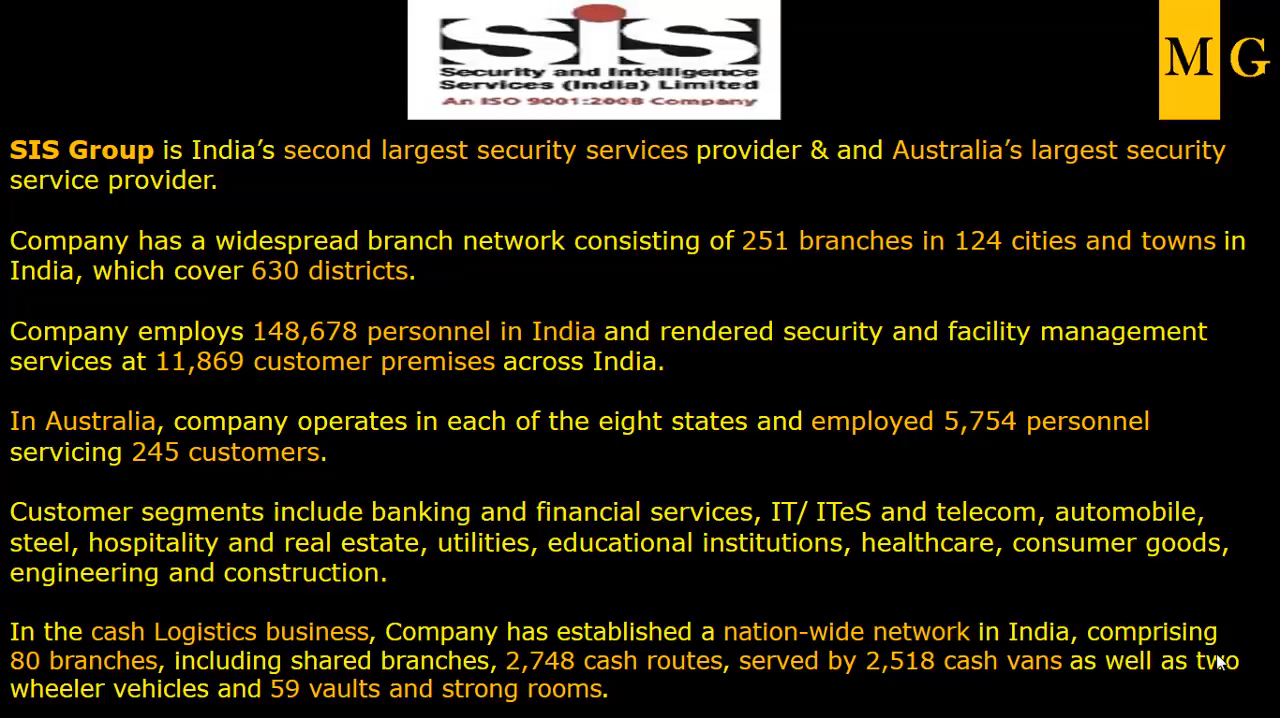 SiS
Security and Intelligence
Services (India) Limited
An ISO 9001:2008 Company
M G
SIS Group is India’s second largest security services provider & and Australia’s largest security
service provider.
Company has a widespread branch network consisting of 251 branches in 124 cities and towns in
India, which cover 630 districts.
Company employs 148,678 personnel in India and rendered security and facility management
services at 11,869 customer premises across India.
In Australia, company operates in each of the eight states and employed 5,754 personnel
servicing 245 customers.
Customer segments include banking and financial services, IT/ ITeS and telecom, automobile,
steel, hospitality and real estate, utilities, educational institutions, healthcare, consumer goods,
engineering and construction.
In the cash Logistics business, Company has established a nation-wide network in India, comprising
80 branches, including shared branches, 2,748 cash routes, served by 2,518 cash vans as well as two
wheeler vehicles and 59 vaults and strong rooms.